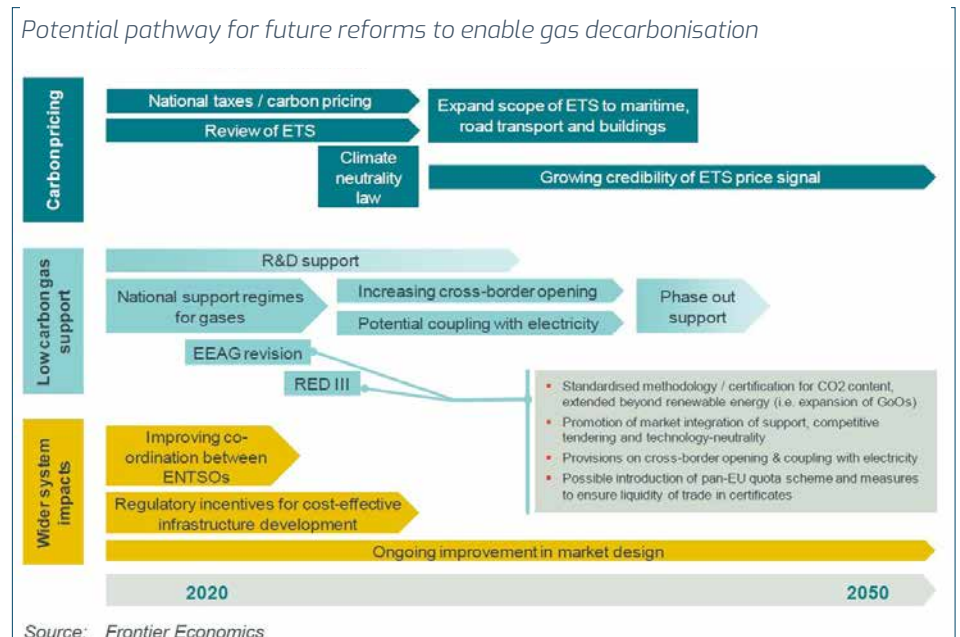 Potential pathway for future reforms to enable gas decarbonisation
Carbon pricing
National taxes / carbon pricing
Review of ETS
Climate
neutrality
law
Expand scope of ETS to maritime,
road transport and buildings
Growing credibility of ETS price signal
Low carbon gas
support
R&D support
National support regimes
for gases
Increasing cross-border opening
Potential coupling with electricity
Phase out
support
EEAG revision
RED III
Standardised methodology / certification for CO2 content,
extended beyond renewable energy (i.e. expansion of GoOs)
Promotion of market integration of support, competitive
tendering and technology-neutrality
Provisions on cross-border opening & coupling with electricity
Possible introduction of pan-EU quota scheme and measures
to ensure liquidity of trade in certificates
Wider system
impacts
Improving co-
ordination between
ENTSOs
Regulatory incentives for cost-effective
infrastructure development
Ongoing improvement in market design
2020
2050
Source: Frontier Economics